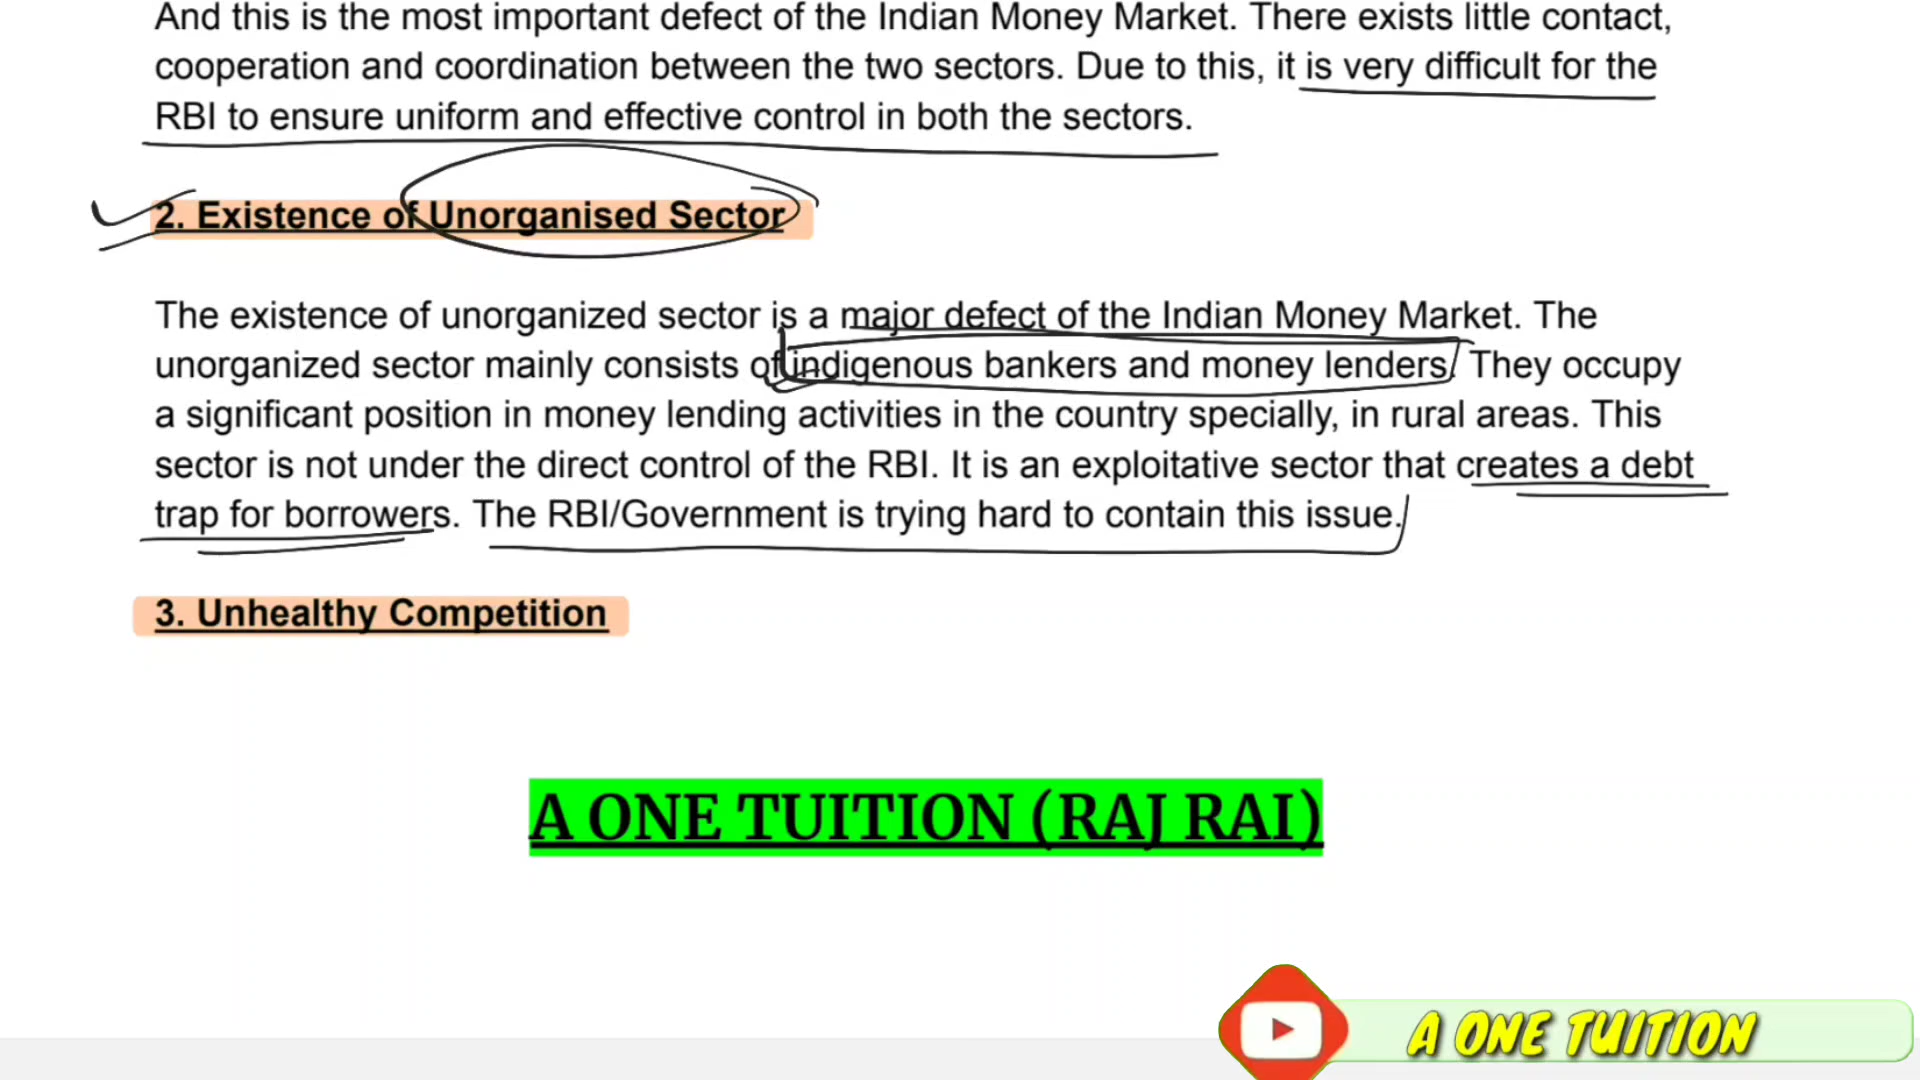 And this is the most important defect of the Indian Money Market. There exists little contact,
cooperation and coordination between the two sectors. Due to this, it is very difficult for the
RBI to ensure uniform and effective control in both the sectors.
2. Existence of Unorganised Sector
The existence of unorganized sector is a major defect of the Indian Money Market. The
unorganized sector mainly consists of indigenous bankers and money lenders. They occupy
a significant position in money lending activities in the country specially, in rural areas. This
sector is not under the direct control of the RBI. It is an exploitative sector that creates a debt
trap for borrowers. The RBI/Government is trying hard to contain this issue.
3. Unhealthy Competition
A ONE TUITION (RAJ RAI)
A ONE TUITION